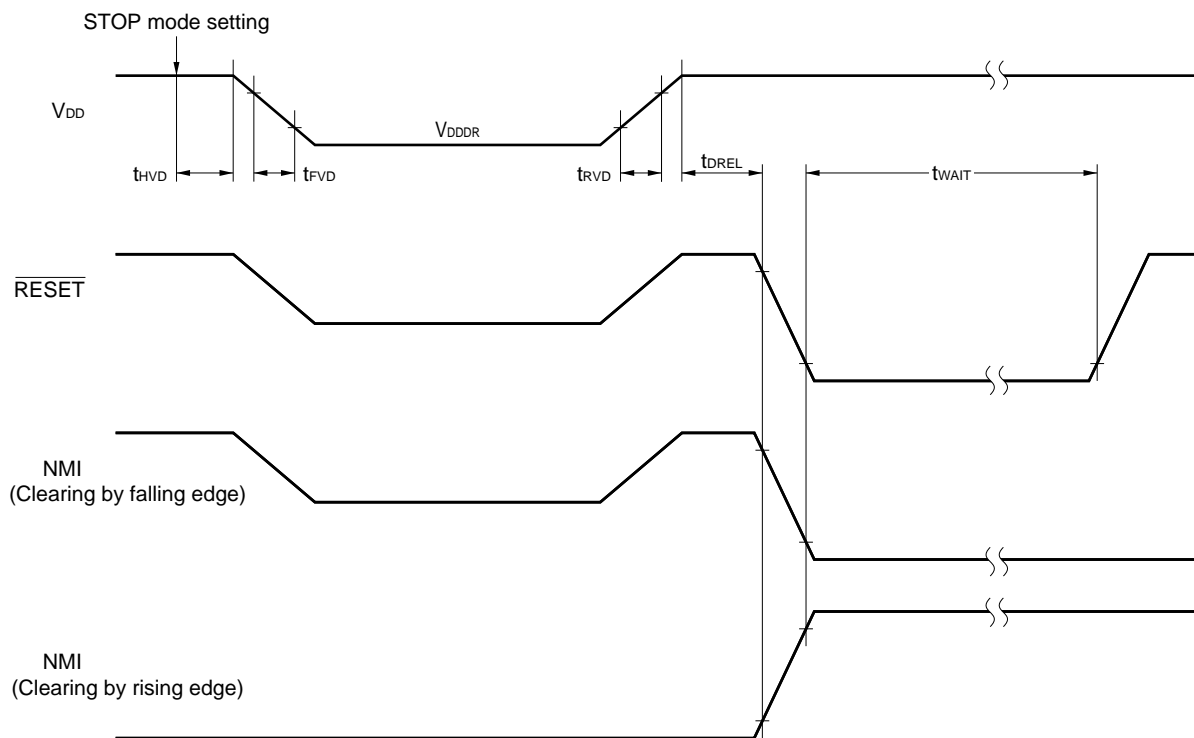 STOP mode setting
VDD
VDDDR
tHVD
tFVD
tRVD
tDREL
tWAIT
RESET
NMI
(Clearing by falling edge)
NMI
(Clearing by rising edge)